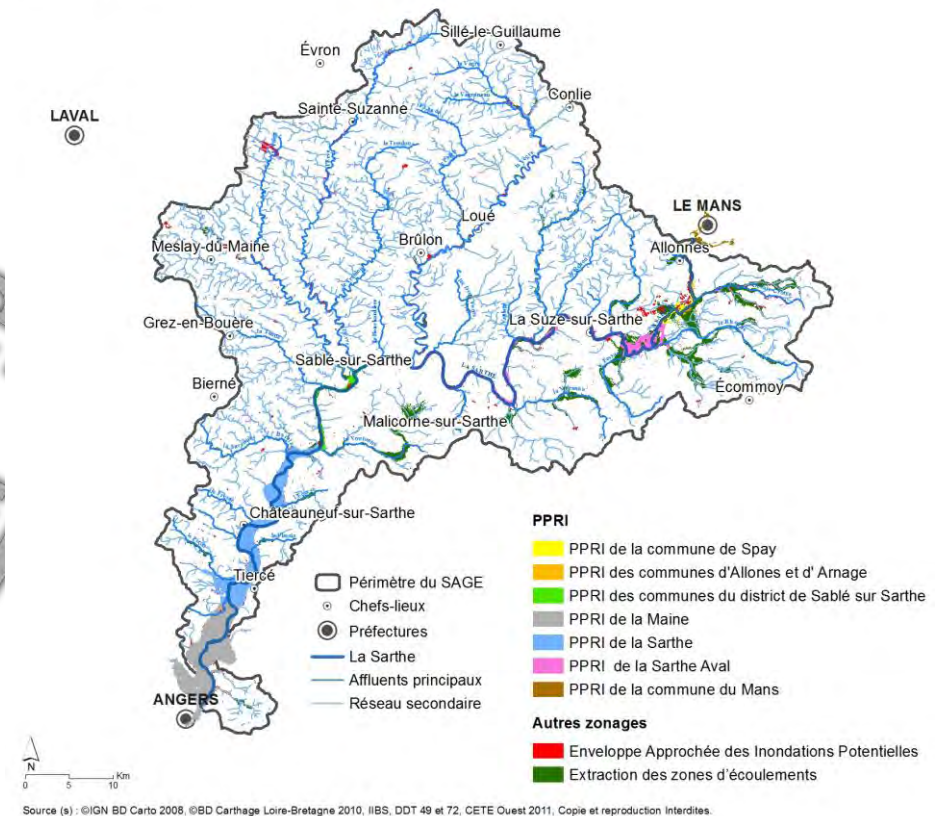 Sillé-le-Guillaume
Évron
Conlie
LAVAL
Sainte-Suzanne
LE MANS
Loué
Allonnes
Brûlon
Meslay-du-Maine
La Suze-sur-Sarthe
Grez-en-Bouère
Sablé-sur-Sarthe
LA SARTHE
Bierné
Écommoy
Malicorne-sur-Sarthe
Châteauneuf-sur-Sarthe
Tiercé
ANGERS
Périmètre du SAGE
Chefs-lieux
Préfectures
La Sarthe
Affluents principaux
Réseau secondaire
PPRI
PPRI de la commune de Spay
PPRI des communes d'Allones et d' Arnage
PPRI des communes du district de Sablé sur Sarthe
PPRI de la Maine
PPRI de la Sarthe
PPRI de la Sarthe Aval
PPRI de la commune du Mans
Autres zonages
Enveloppe Approchée des Inondations Potentielles
Extraction des zones d'écoulements
N
0 5 10 Km
Source (s) : ©IGN BD Carto 2008, ©BD Carthage Loire-Bretagne 2010, IIBS, DDT 49 et 72, CETE Ouest 2011, Copie et reproduction Interdites.